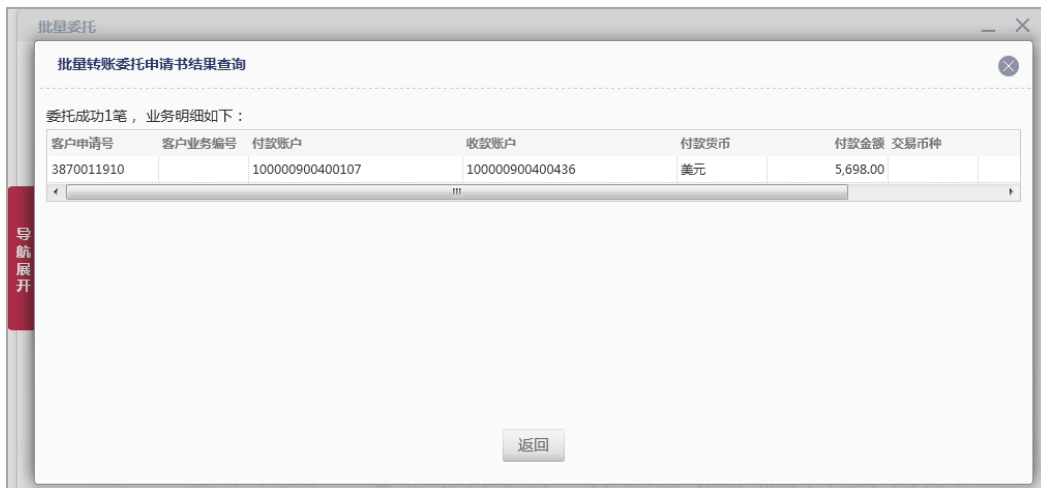 批量委托
批量转账委托申请书结果查询
委托成功1笔，业务明细如下：
客户申请号 客户业务编号 付款账户 收款账户 付款货币 付款金额 交易币种
3870011910 100000900400107 100000900400436 美元 5,698.00
导航展开
返回